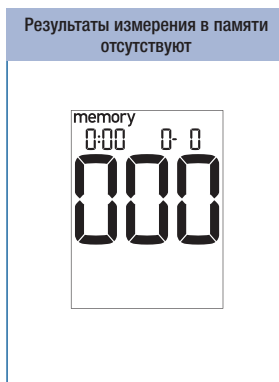 Результаты измерения в памяти
отсутствуют
memory
0:00 0- 0
000